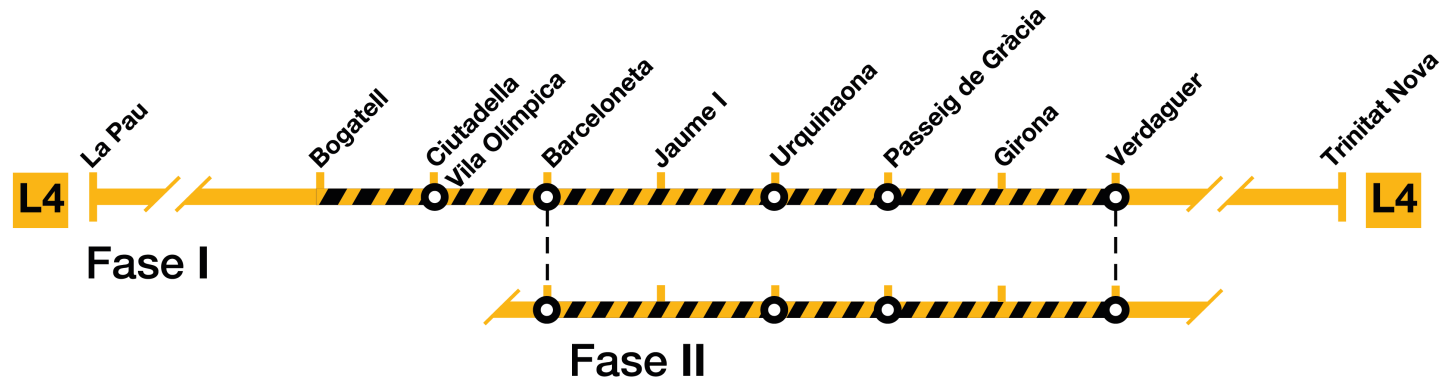 La Pau
Bogatell
Ciutadella
Vila Olímpica
Barceloneta
Jaume I
Urquinaona
Passeig de Gràcia
Girona
Verdaguer
Trinitat Nova
L4
L4
Fase I
Fase II